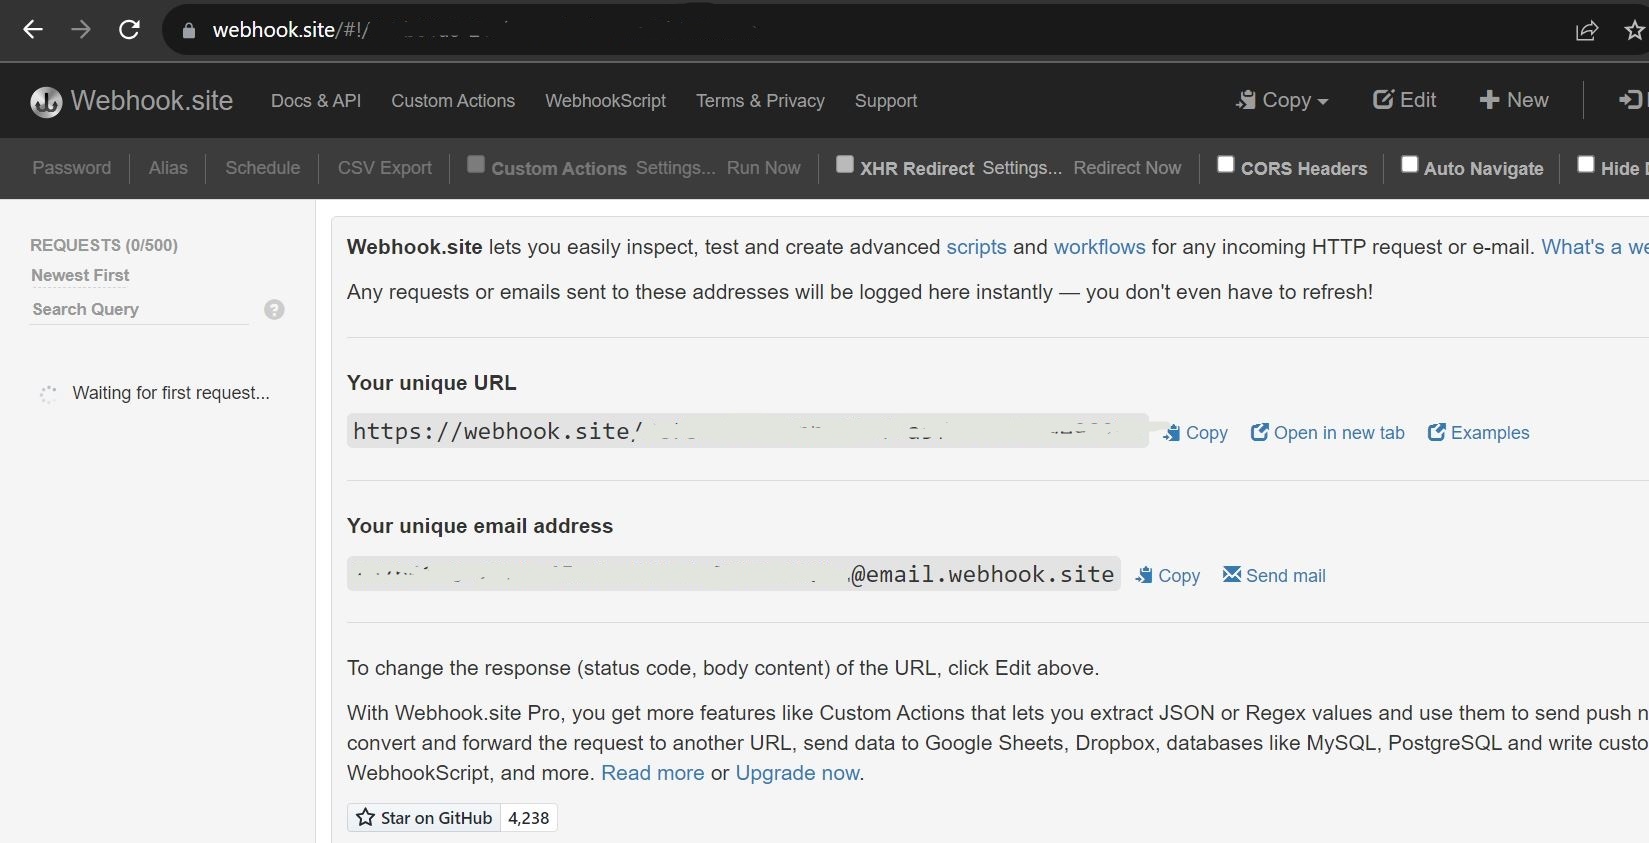 webhook.site/#!/
Webhook.site Docs & API Custom Actions WebhookScript Terms & Privacy Support Copy Edit New
Password Alias Schedule CSV Export Custom Actions Settings... Run Now XHR Redirect Settings... Redirect Now CORS Headers Auto Navigate Hide
REQUESTS (0/500)
Newest First
Search Query ?
Waiting for first request...
Webhook.site lets you easily inspect, test and create advanced scripts and workflows for any incoming HTTP request or e-mail. What's a
Any requests or emails sent to these addresses will be logged here instantly — you don't even have to refresh!
Your unique URL
https://webhook.site/ Copy Open in new tab Examples
Your unique email address
@email.webhook.site Copy Send mail
To change the response (status code, body content) of the URL, click Edit above.
With Webhook.site Pro, you get more features like Custom Actions that lets you extract JSON or Regex values and use them to send push
convert and forward the request to another URL, send data to Google Sheets, Dropbox, databases like MySQL, PostgreSQL and write
WebhookScript, and more. Read more or Upgrade now.
Star on GitHub 4,238